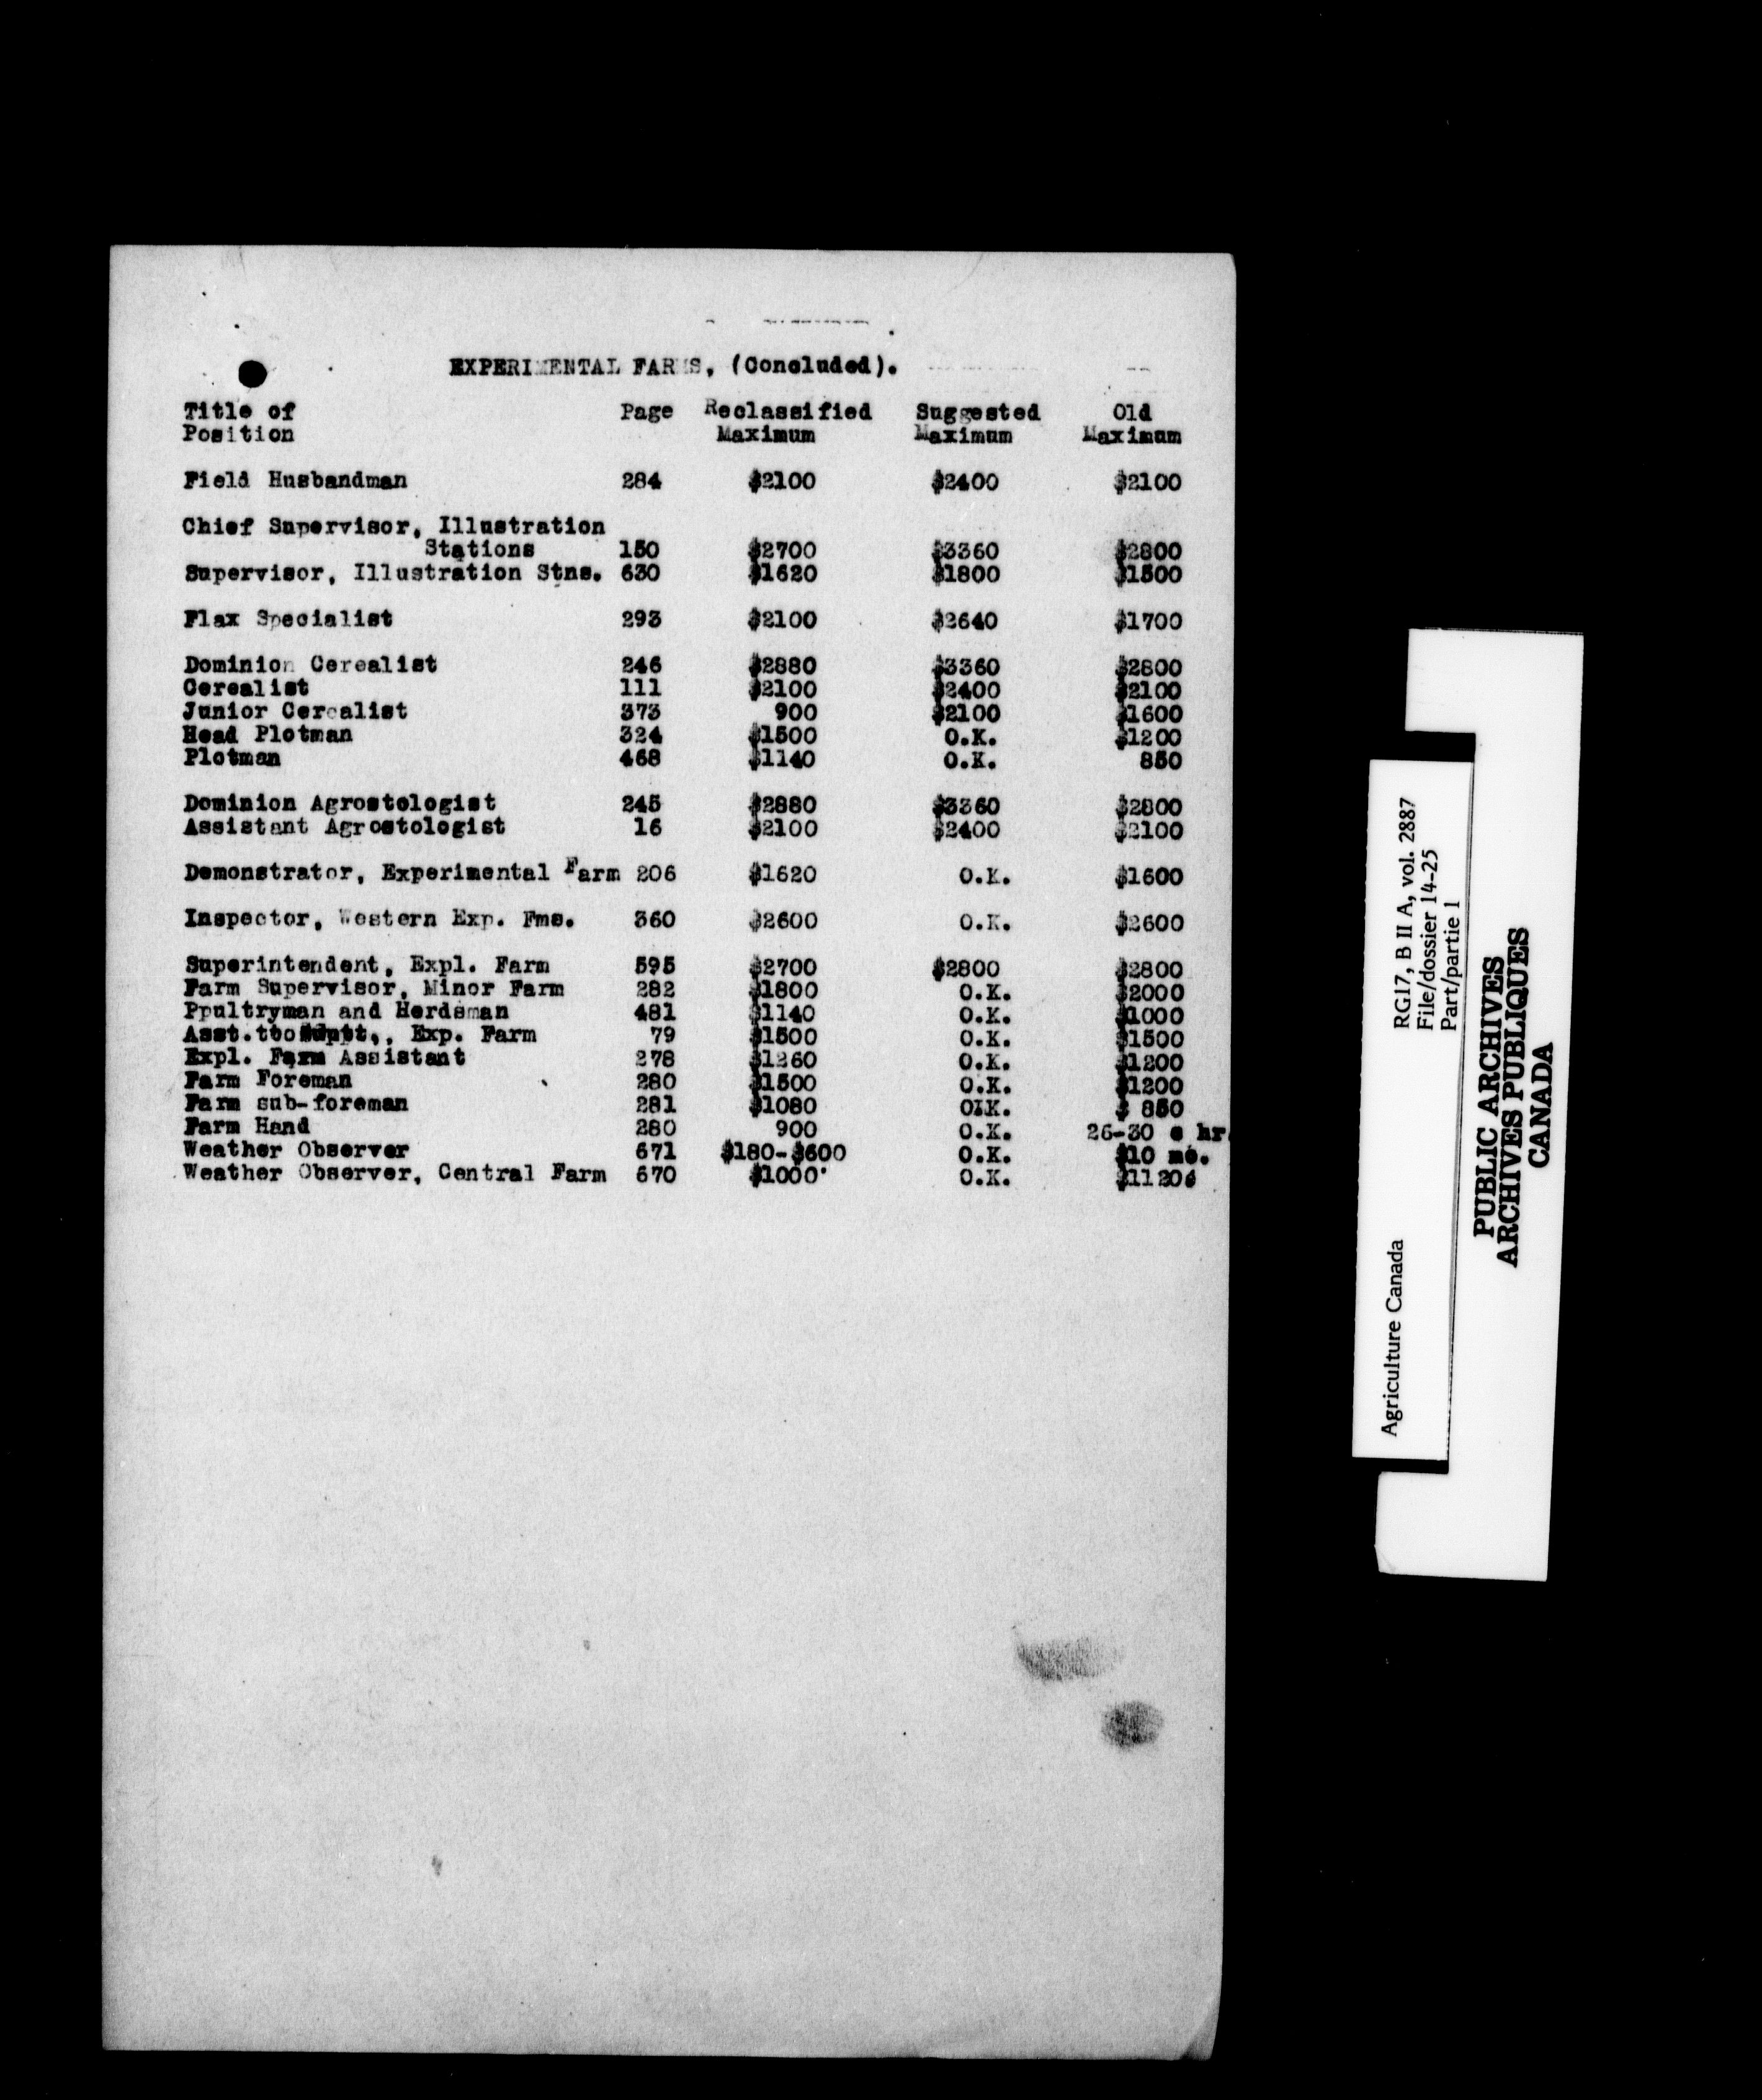 EXPERIMENTAL FARMS, (Concluded).
Title of Page Reclassified Suggested Old
Position Maximum Maximum Maximum
Field Husbandman 284 $2100 $2400 $2100
Chief Supervisor, Illustration
Stations 150 $2700 $3360 $2800
Supervisor, Illustration Stns. 630 $1620 $1800 $1500
Flax Specialist 293 $2100 $2640 $1700
Dominion Cerealist 246 $2880 $3360 $2800
Cerealist 111 $2100 $2400 $2100
Junior Cerealist 373 900 $2100 $1600
Head Plotman 324 $1500 O.K. $1200
Plotman 468 $1140 O.K. 850
Dominion Agrostologist 245 $2880 $3360 $2800
Assistant Agrostologist 16 $2100 $2400 $2100
Demonstrator, Experimental Farm 206 $1620 O.K. $1600
Inspector, Western Exp. Fms. 360 $2600 O.K. $2600
Superintendent, Expl. Farm 595 $2700 $2800 $2800
Farm Supervisor, Minor Farm 282 $1800 O.K. $2000
Ppultryman and Herdsman 481 $1140 O.K. $1000
Asst. to Supt., Exp. Farm 79 $1500 O.K. $1500
Expl. Farm Assistant 278 $1260 O.K. $1200
Farm Foreman 280 $1500 O.K. $1200
Farm sub-foreman 281 $1080 OIK. $ 850
Farm Hand 280 900 O.K. 26-30 c hr.
Weather Observer 671 $180-$600 O.K. $10 mo.
Weather Observer, Central Farm 670 $1000 O.K. $1120
Agriculture Canada
RG17, B II A, vol. 2887
File/dossier 14-25
Part/partie 1
PUBLIC ARCHIVES
ARCHIVES PUBLIQUES
CANADA